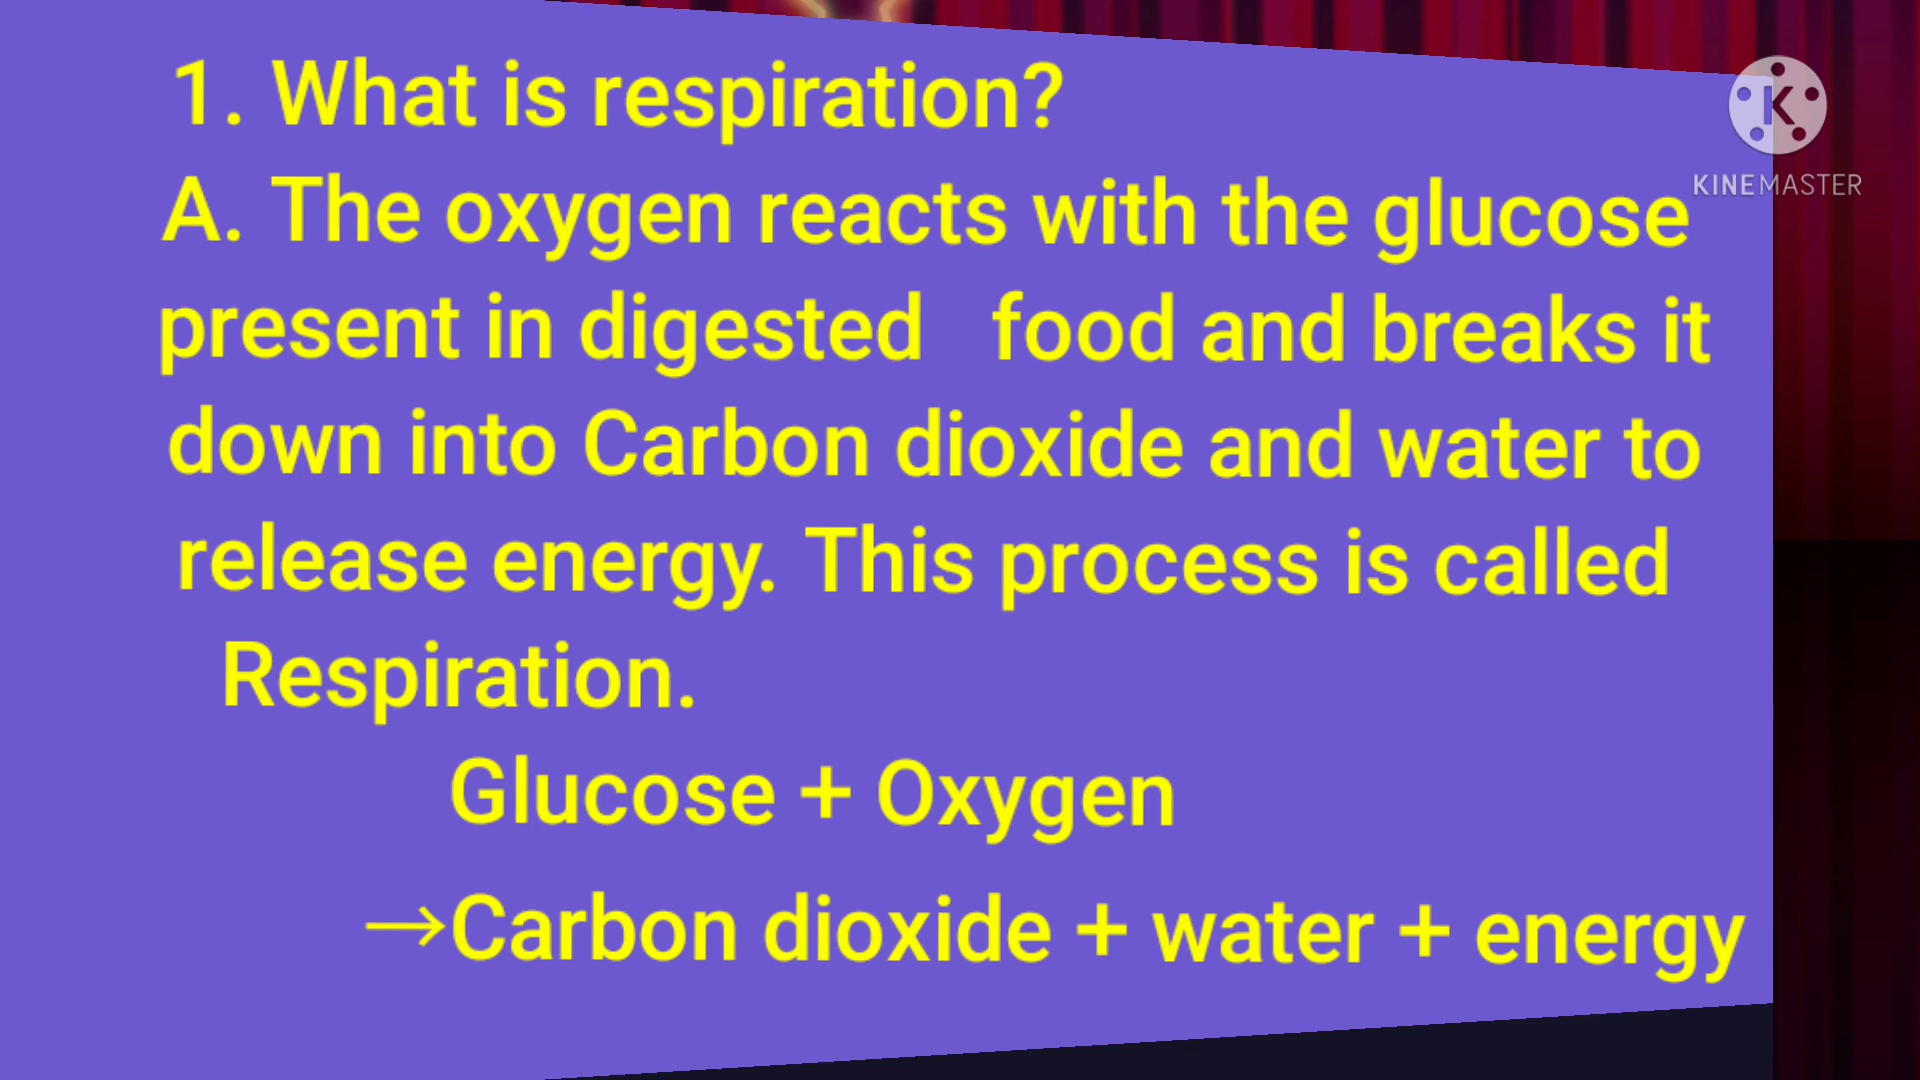 1. What is respiration?
A. The oxygen reacts with the glucose
present in digested food and breaks it
down into Carbon dioxide and water to
release energy. This process is called
Respiration.
Glucose + Oxygen
→Carbon dioxide + water + energy
K
KINEMASTER